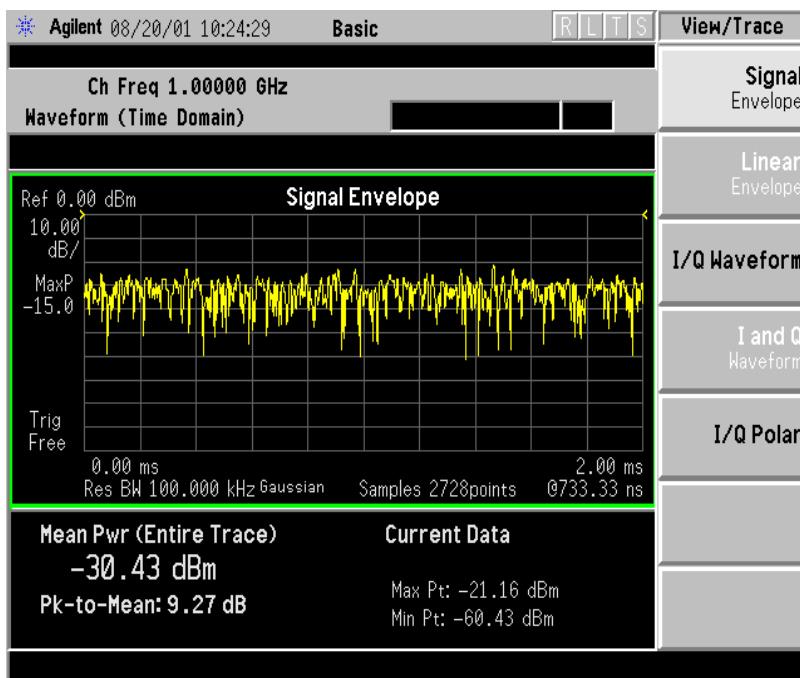 Agilent 08/20/01 10:24:29 Basic R L T S View/Trace
Ch Freq 1.00000 GHz
Waveform (Time Domain)
Signal
Envelope
Linear
Envelope
I/Q Waveform
I and Q
Waveform
I/Q Polar
Ref 0.00 dBm Signal Envelope
10.00
dB/
MaxP
-15.0
Trig
Free
0.00 ms 2.00 ms
Res BW 100.000 kHz Gaussian Samples 2728points @733.33 ns
Mean Pwr (Entire Trace) Current Data
-30.43 dBm
Max Pt: -21.16 dBm
Pk-to-Mean: 9.27 dB
Min Pt: -60.43 dBm